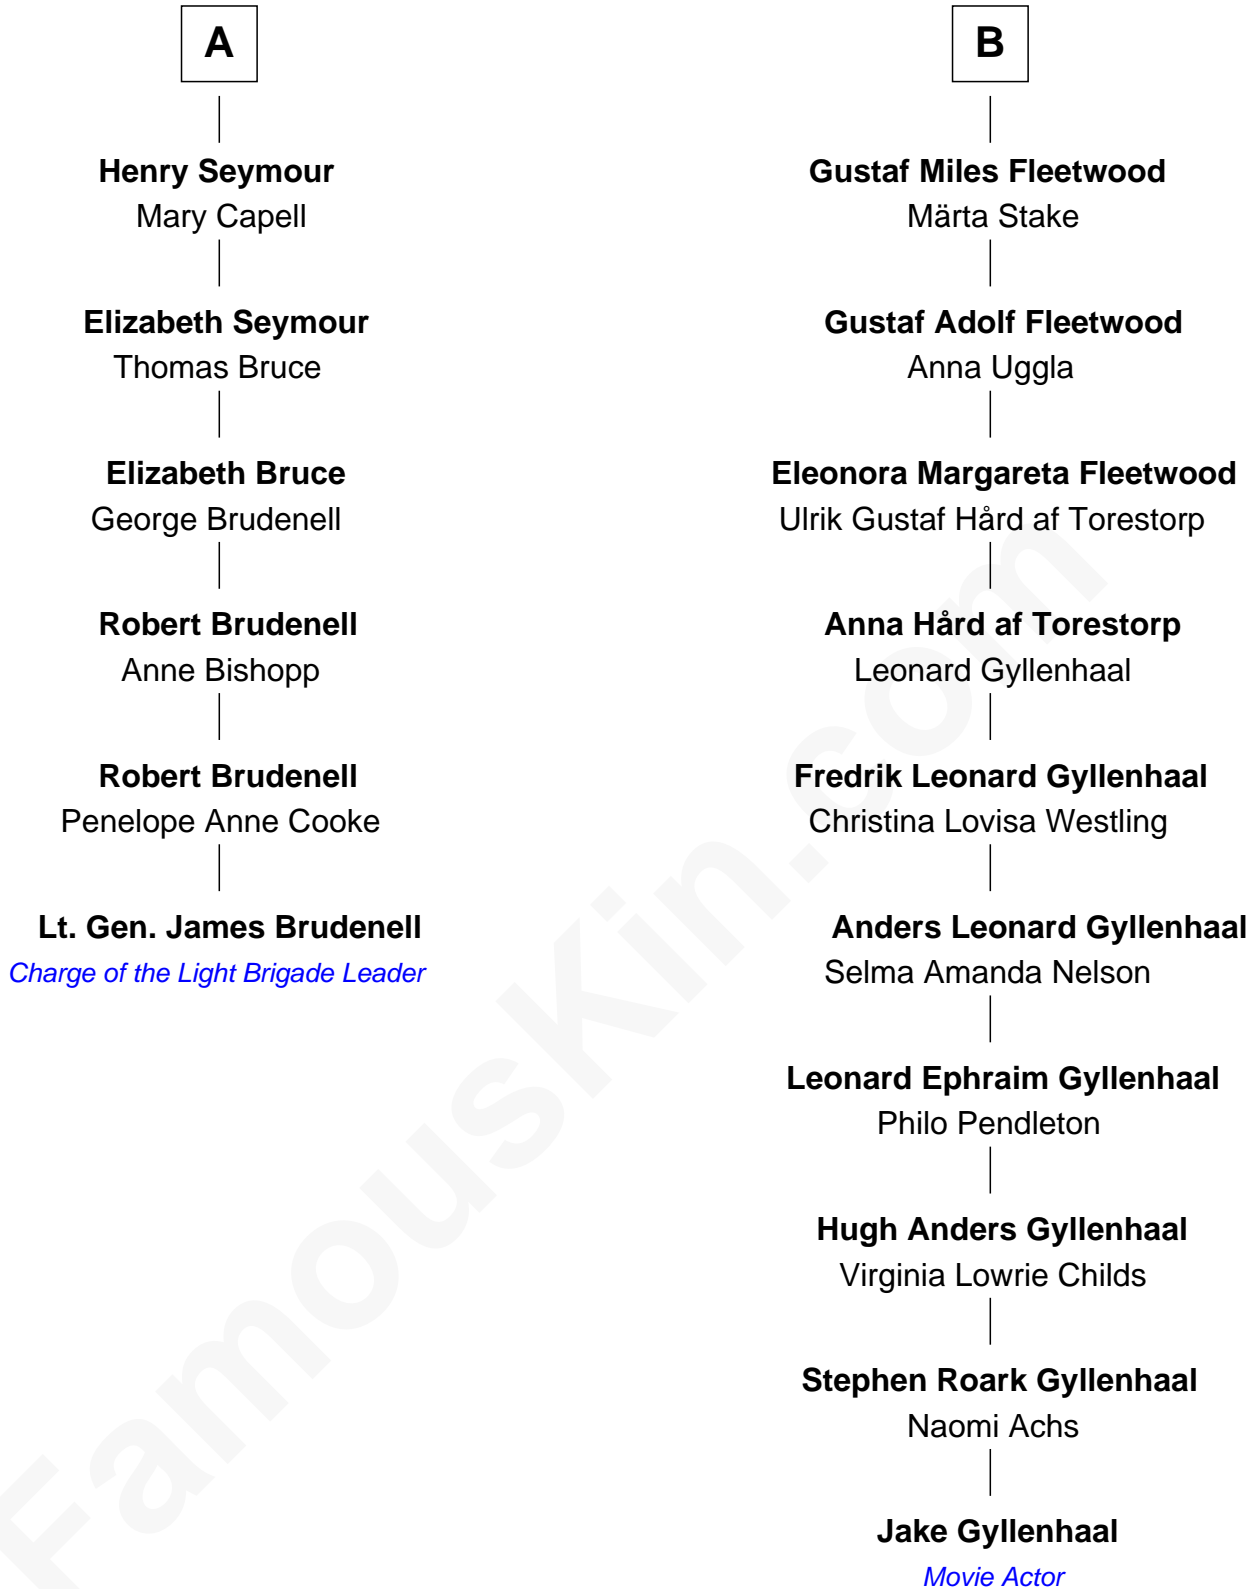 A
Henry Seymour
Mary Capell
Elizabeth Seymour
Thomas Bruce
Elizabeth Bruce
George Brudenell
Robert Brudenell
Anne Bishopp
Robert Brudenell
Penelope Anne Cooke
Lt. Gen. James Brudenell
Charge of the Light Brigade Leader
B
Gustaf Miles Fleetwood
Märta Stake
Gustaf Adolf Fleetwood
Anna Uggla
Eleonora Margareta Fleetwood
Ulrik Gustaf Hård af Torestorp
Anna Hård af Torestorp
Leonard Gyllenhaal
Fredrik Leonard Gyllenhaal
Christina Lovisa Westling
Anders Leonard Gyllenhaal
Selma Amanda Nelson
Leonard Ephraim Gyllenhaal
Philo Pendleton
Hugh Anders Gyllenhaal
Virginia Lowrie Childs
Stephen Roark Gyllenhaal
Naomi Achs
Jake Gyllenhaal
Movie Actor
FamousKin.com